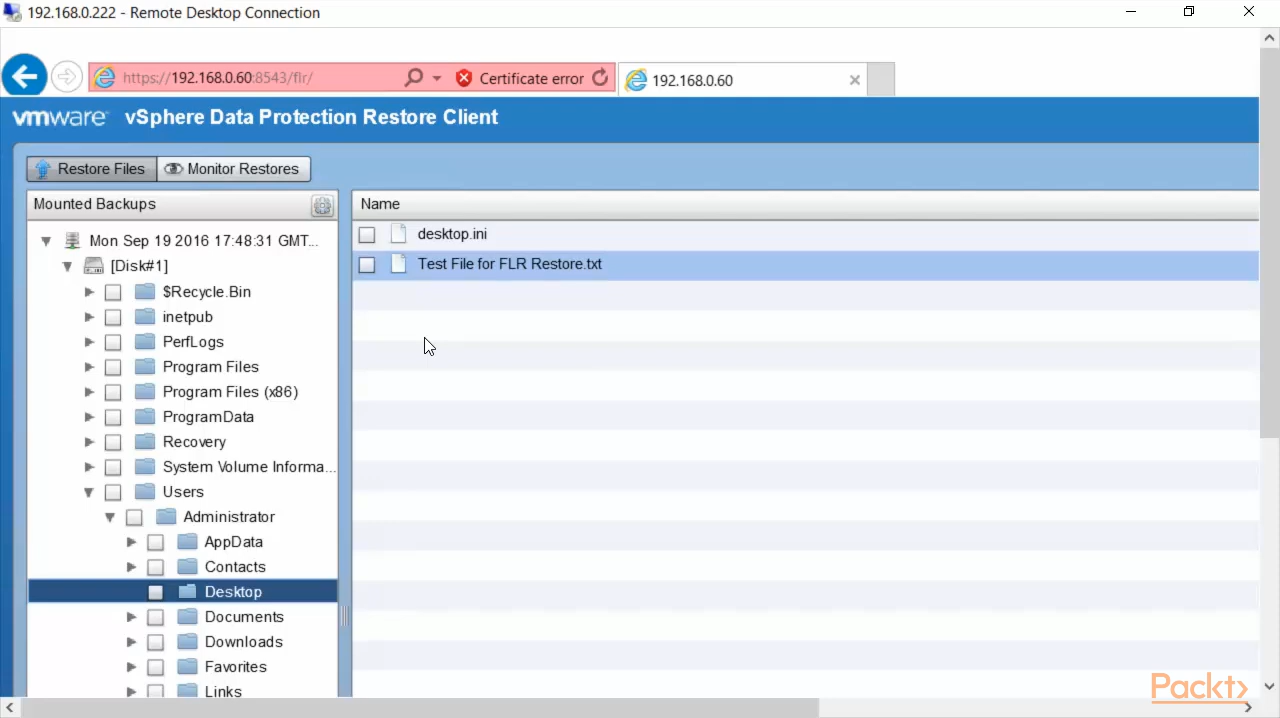 192.168.0.222 - Remote Desktop Connection
https://192.168.0.60:8543/flr/
Certificate error
192.168.0.60
vmware vSphere Data Protection Restore Client
Restore Files
Monitor Restores
Mounted Backups
Name
Mon Sep 19 2016 17:48:31 GMT...
[Disk#1]
$Recycle.Bin
inetpub
PerfLogs
Program Files
Program Files (x86)
ProgramData
Recovery
System Volume Informa...
Users
Administrator
AppData
Contacts
Desktop
Documents
Downloads
Favorites
Links
desktop.ini
Test File for FLR Restore.txt
Packt>